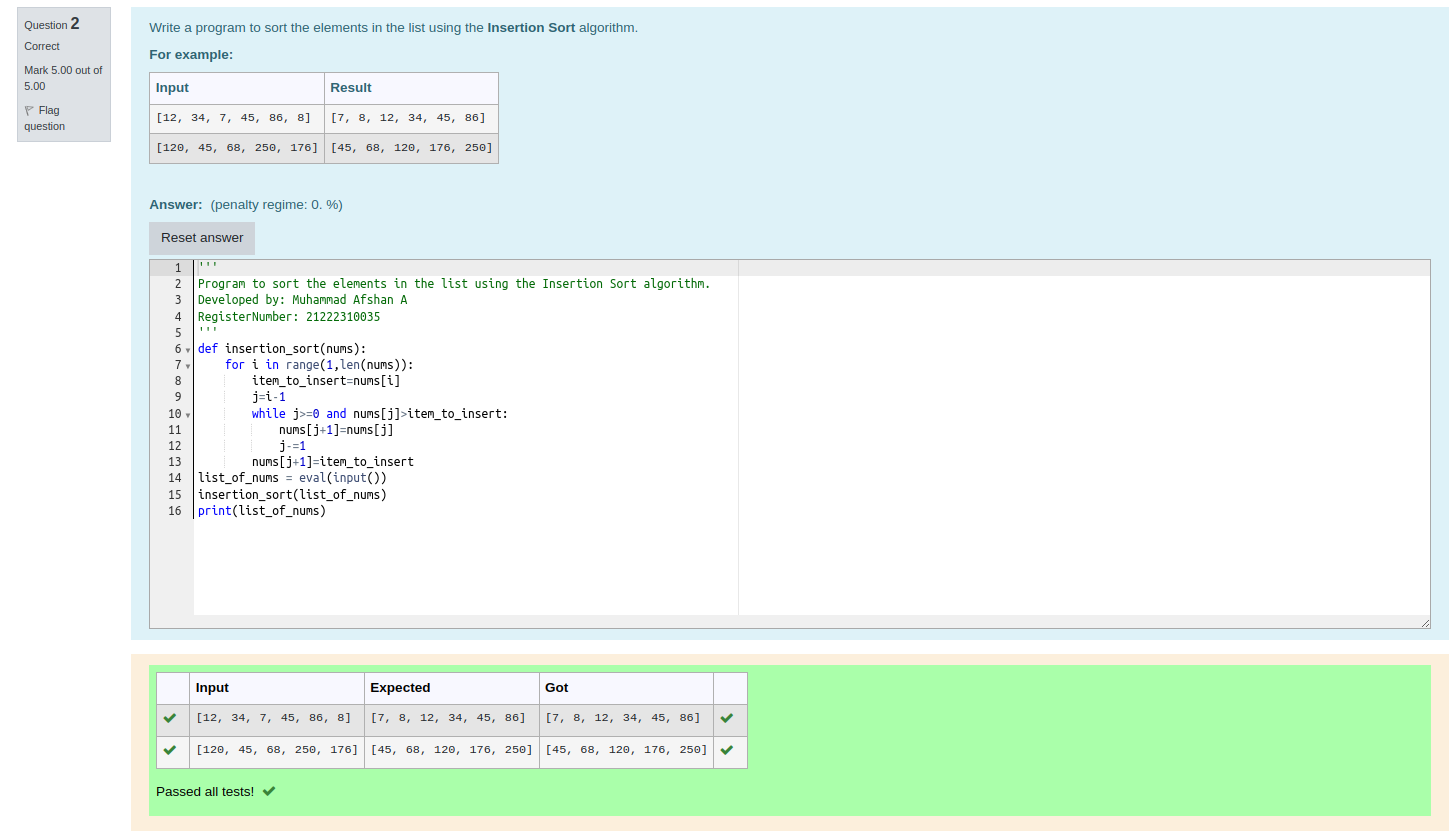 Question 2
Correct
Mark 5.00 out of
5.00
Flag
question
Write a program to sort the elements in the list using the Insertion Sort algorithm.
For example:
Input Result
[12, 34, 7, 45, 86, 8] [7, 8, 12, 34, 45, 86]
[120, 45, 68, 250, 176] [45, 68, 120, 176, 250]
Answer: (penalty regime: 0. %)
Reset answer
1 '''
2 Program to sort the elements in the list using the Insertion Sort algorithm.
3 Developed by: Muhammad Afshan A
4 RegisterNumber: 21222310035
5 '''
6 def insertion_sort(nums):
7     for i in range(1,len(nums)):
8         item_to_insert=nums[i]
9         j=i-1
10         while j>=0 and nums[j]>item_to_insert:
11             nums[j+1]=nums[j]
12             j-=1
13         nums[j+1]=item_to_insert
14 list_of_nums = eval(input())
15 insertion_sort(list_of_nums)
16 print(list_of_nums)
Input Expected Got
[12, 34, 7, 45, 86, 8] [7, 8, 12, 34, 45, 86] [7, 8, 12, 34, 45, 86]
[120, 45, 68, 250, 176] [45, 68, 120, 176, 250] [45, 68, 120, 176, 250]
Passed all tests!